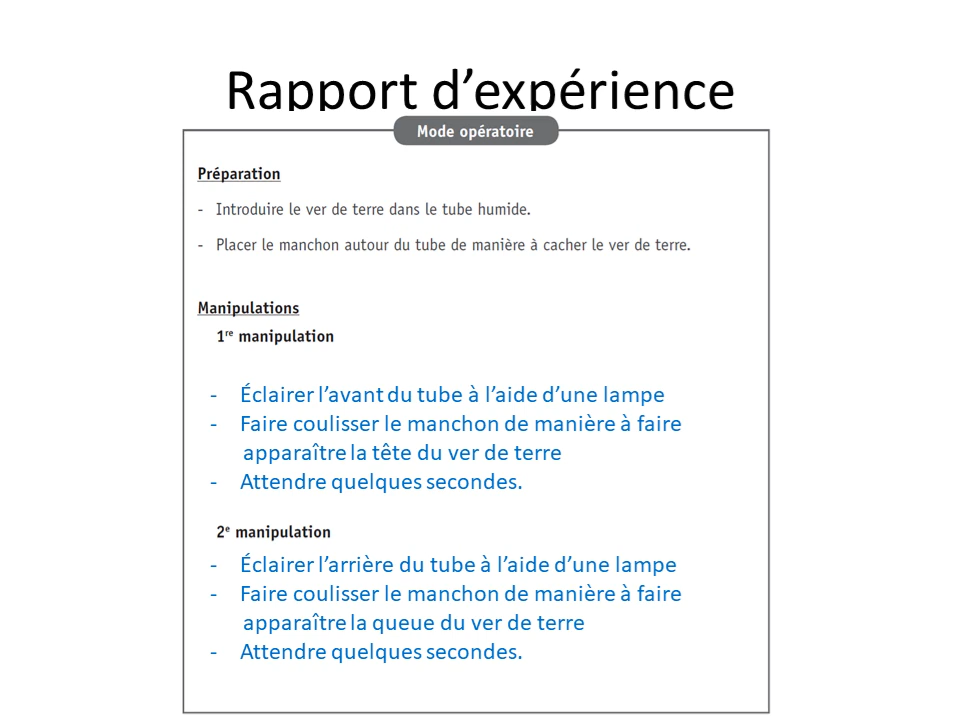 Rapport d’expérience
Mode opératoire
Préparation
- Introduire le ver de terre dans le tube humide.
- Placer le manchon autour du tube de manière à cacher le ver de terre.
Manipulations
1re manipulation
- Éclairer l’avant du tube à l’aide d’une lampe
- Faire coulisser le manchon de manière à faire
apparaître la tête du ver de terre
- Attendre quelques secondes.
2e manipulation
- Éclairer l’arrière du tube à l’aide d’une lampe
- Faire coulisser le manchon de manière à faire
apparaître la queue du ver de terre
- Attendre quelques secondes.